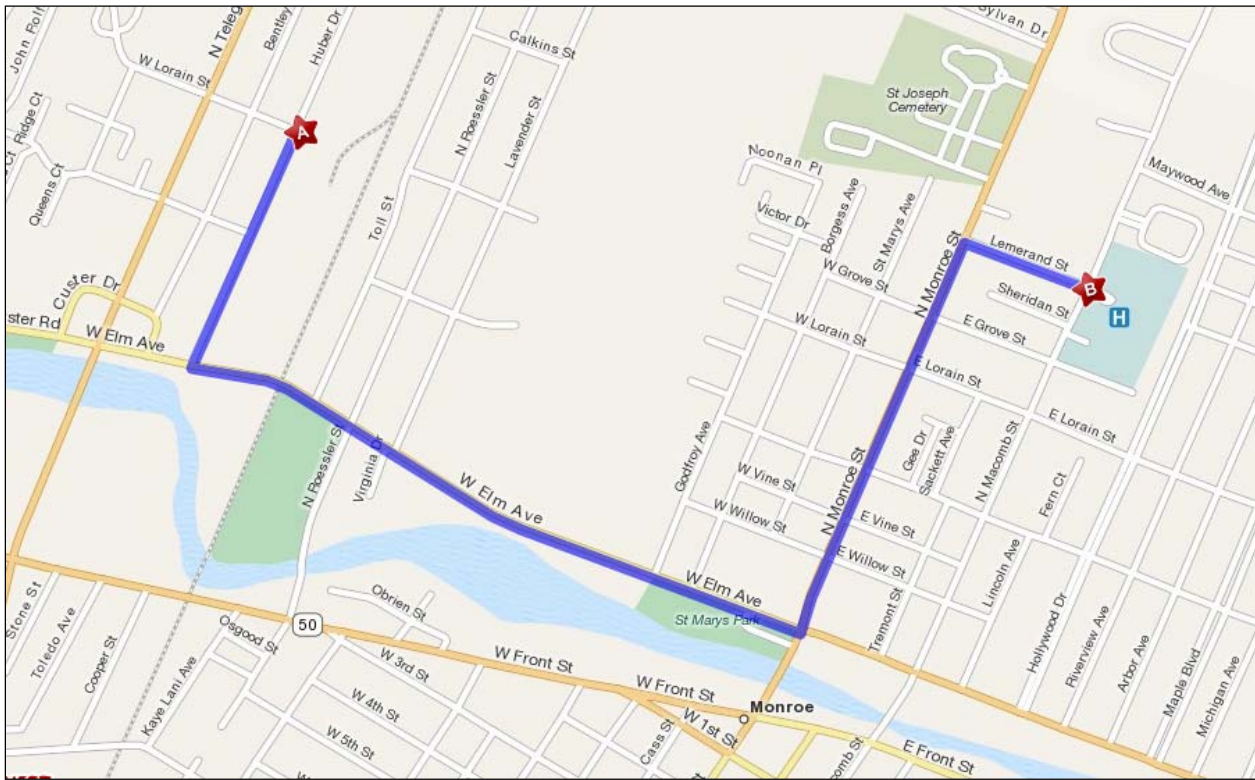 John Rolf
N Teleg
Bentley
Huber Dr
Calkins St
Sylvan Dr
W Lorain St
A
N Roessler St
Lavender St
St Joseph
Cemetery
Ridge Ct
Ct
Queens Ct
Noonan Pl
Maywood Ave
Toll St
Victor Dr
Borgess Ave
St Marys Ave
N Monroe St
Lemerand St
Custer Dr
W Grove St
Sheridan St
B
H
ster Rd
W Elm Ave
W Lorain St
E Grove St
E Lorain St
E Lorain St
Godfroy Ave
Gee Dr
Sackett Ave
N Macomb St
N Roessler St
Virginia Dr
W Elm Ave
W Vine St
N Monroe St
Fern Ct
W Willow St
E Vine St
E Willow St
W Elm Ave
Lincoln Ave
Stone St
Toledo Ave
Cooper St
Obrien St
St Marys Park
Tremont St
Hollywood Dr
Riverview Ave
Arbor Ave
Maple Blvd
Michigan Ave
50
Osgood St
Kaye Lani Ave
W 3rd St
W Front St
W Front St
Monroe
W 4th St
W 5th St
Cass St
W 1st St
omb St
E Front St